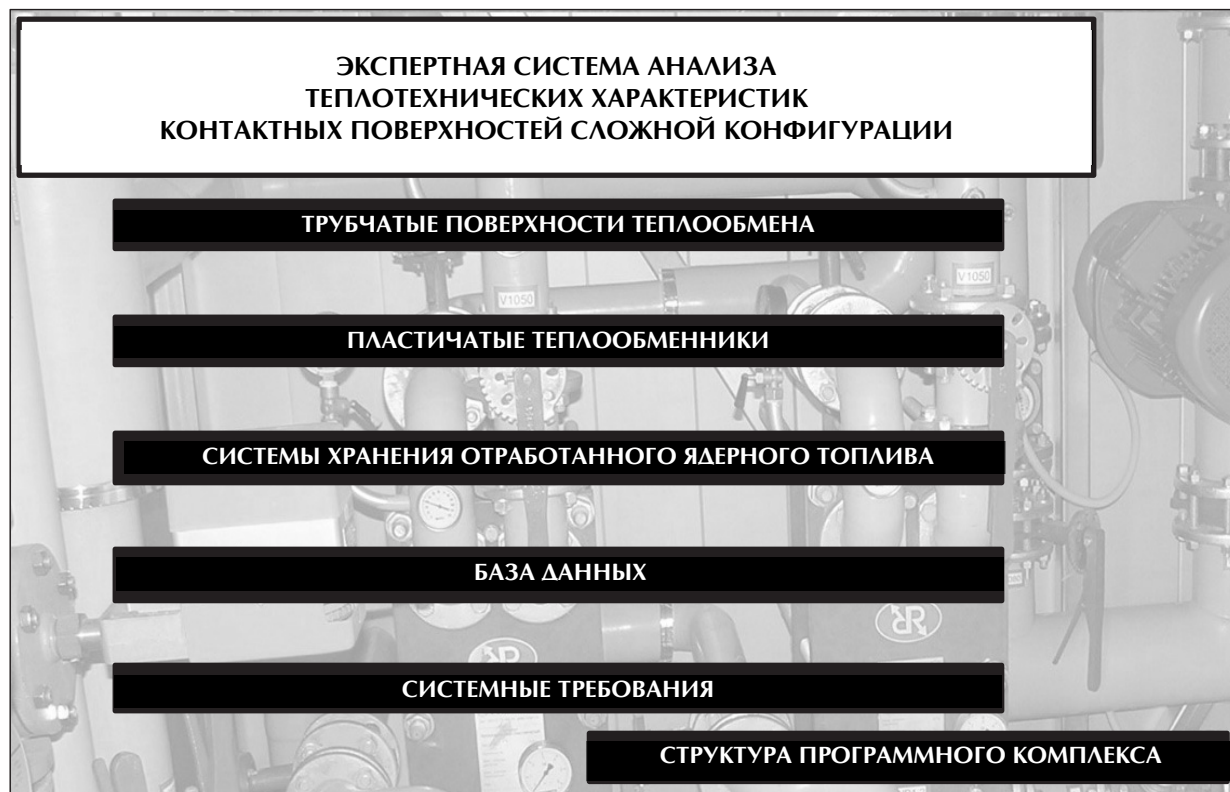 ЭКСПЕРТНАЯ СИСТЕМА АНАЛИЗА
ТЕПЛОТЕХНИЧЕСКИХ ХАРАКТЕРИСТИК
КОНТАКТНЫХ ПОВЕРХНОСТЕЙ СЛОЖНОЙ КОНФИГУРАЦИИ
ТРУБЧАТЫЕ ПОВЕРХНОСТИ ТЕПЛООБМЕНА
V1050
ПЛАСТИЧАТЫЕ ТЕПЛООБМЕННИКИ
СИСТЕМЫ ХРАНЕНИЯ ОТРАБОТАННОГО ЯДЕРНОГО ТОПЛИВА
БАЗА ДАННЫХ
СИСТЕМНЫЕ ТРЕБОВАНИЯ
СТРУКТУРА ПРОГРАММНОГО КОМПЛЕКСА